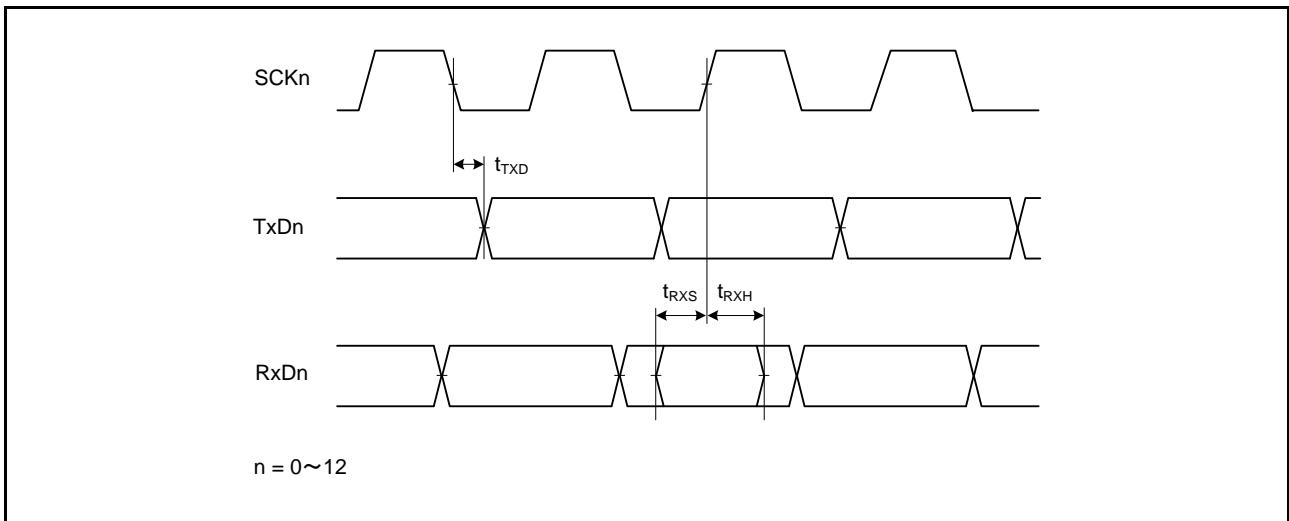 SCKn
tTXD
TxDn
tRXS tRXH
RxDn
n = 0～12